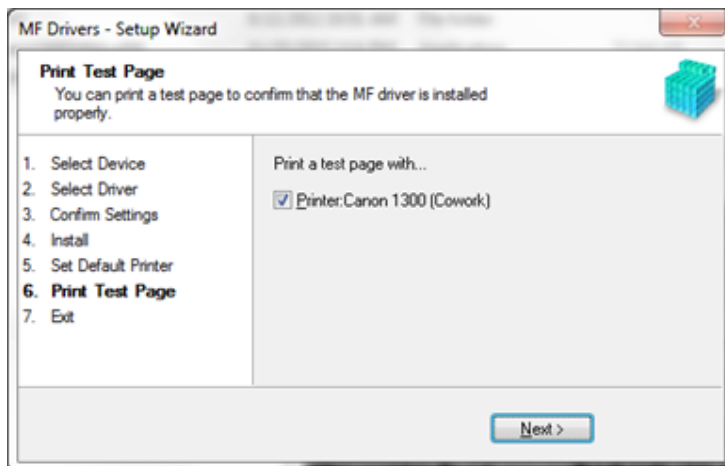 MF Drivers - Setup Wizard
Print Test Page
You can print a test page to confirm that the MF driver is installed
properly.
1. Select Device
2. Select Driver
3. Confirm Settings
4. Install
5. Set Default Printer
6. Print Test Page
7. Exit
Print a test page with...
Printer:Canon 1300 (Cowork)
Next >